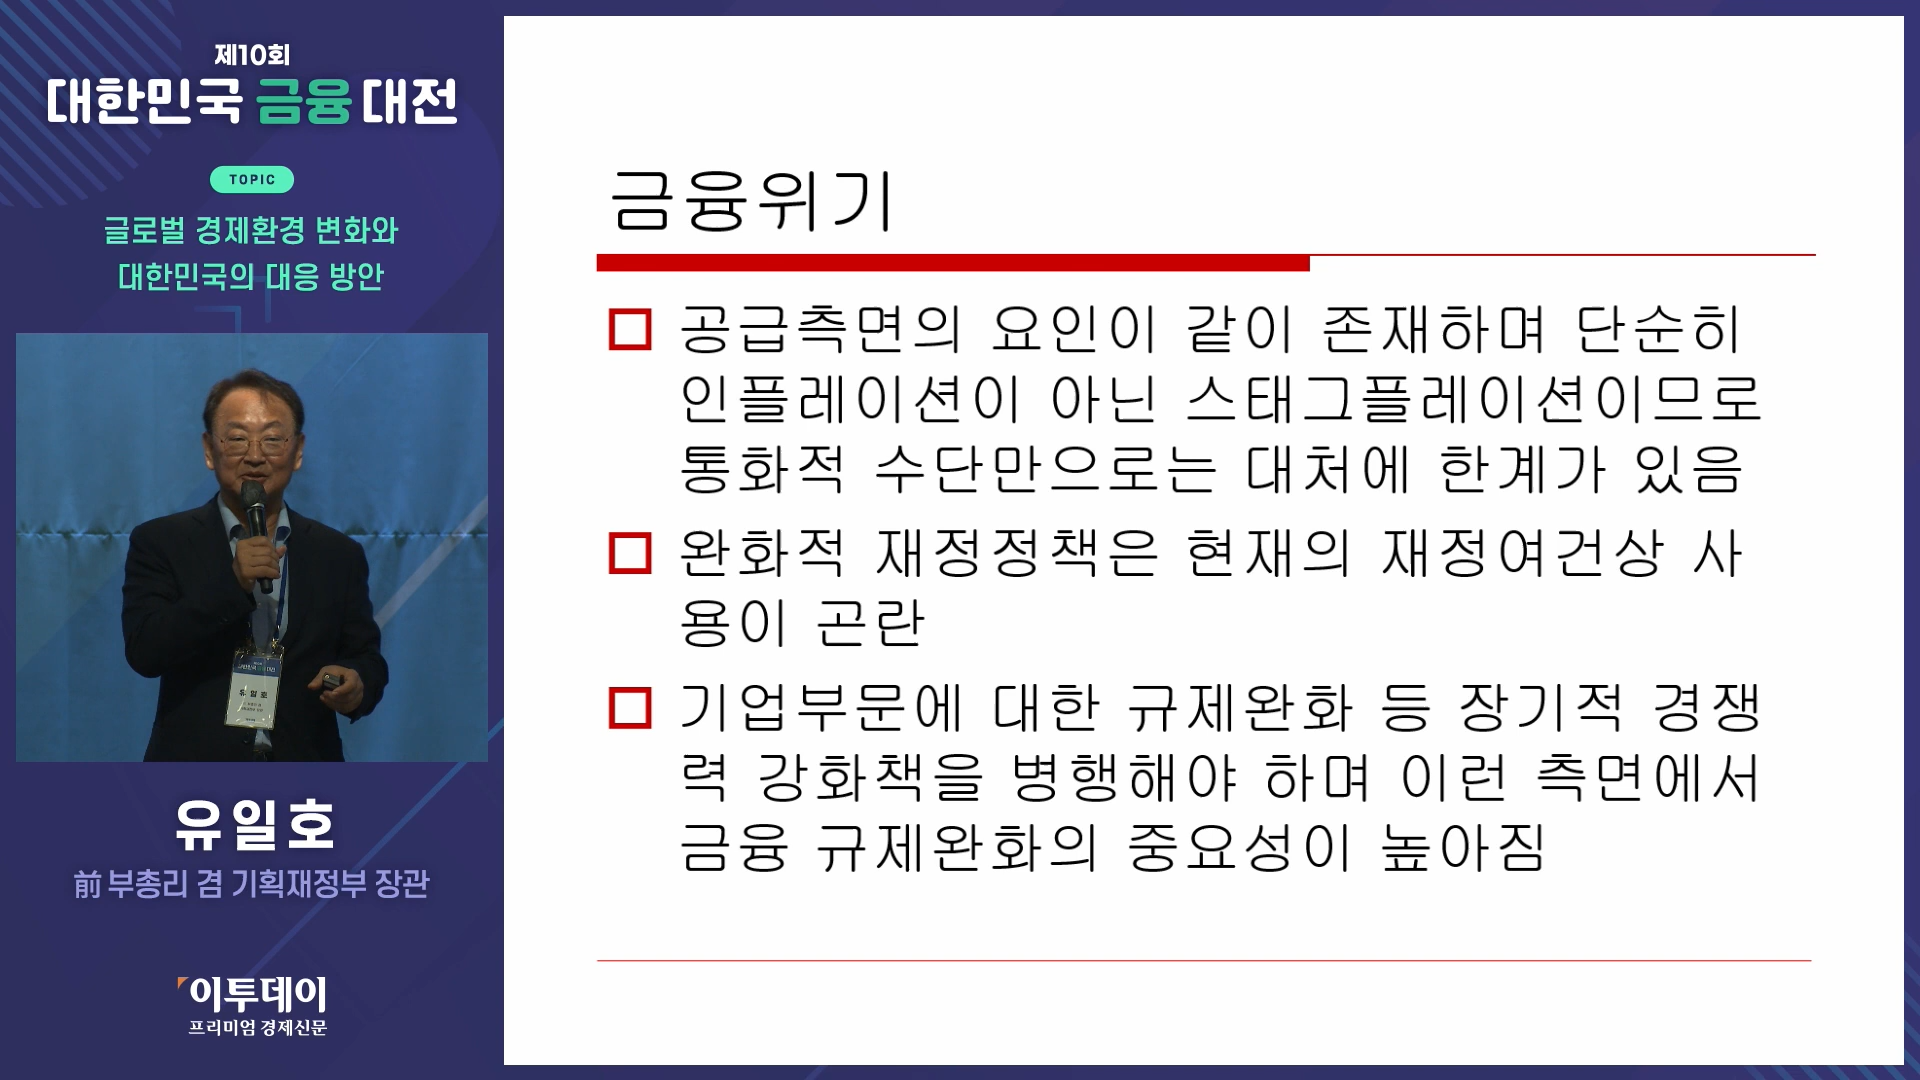 제10회
대한민국 금융대전
TOPIC
글로벌 경제환경 변화와
대한민국의 대응 방안
유 일 호
유일호
前 부총리 겸 기획재정부 장관
이투데이
프리미엄 경제신문
금융위기
공급측면의 요인이 같이 존재하며 단순히
인플레이션이 아닌 스태그플레이션이므로
통화적 수단만으로는 대처에 한계가 있음
완화적 재정정책은 현재의 재정여건상 사
용이 곤란
기업부문에 대한 규제완화 등 장기적 경쟁
력 강화책을 병행해야 하며 이런 측면에서
금융 규제완화의 중요성이 높아짐